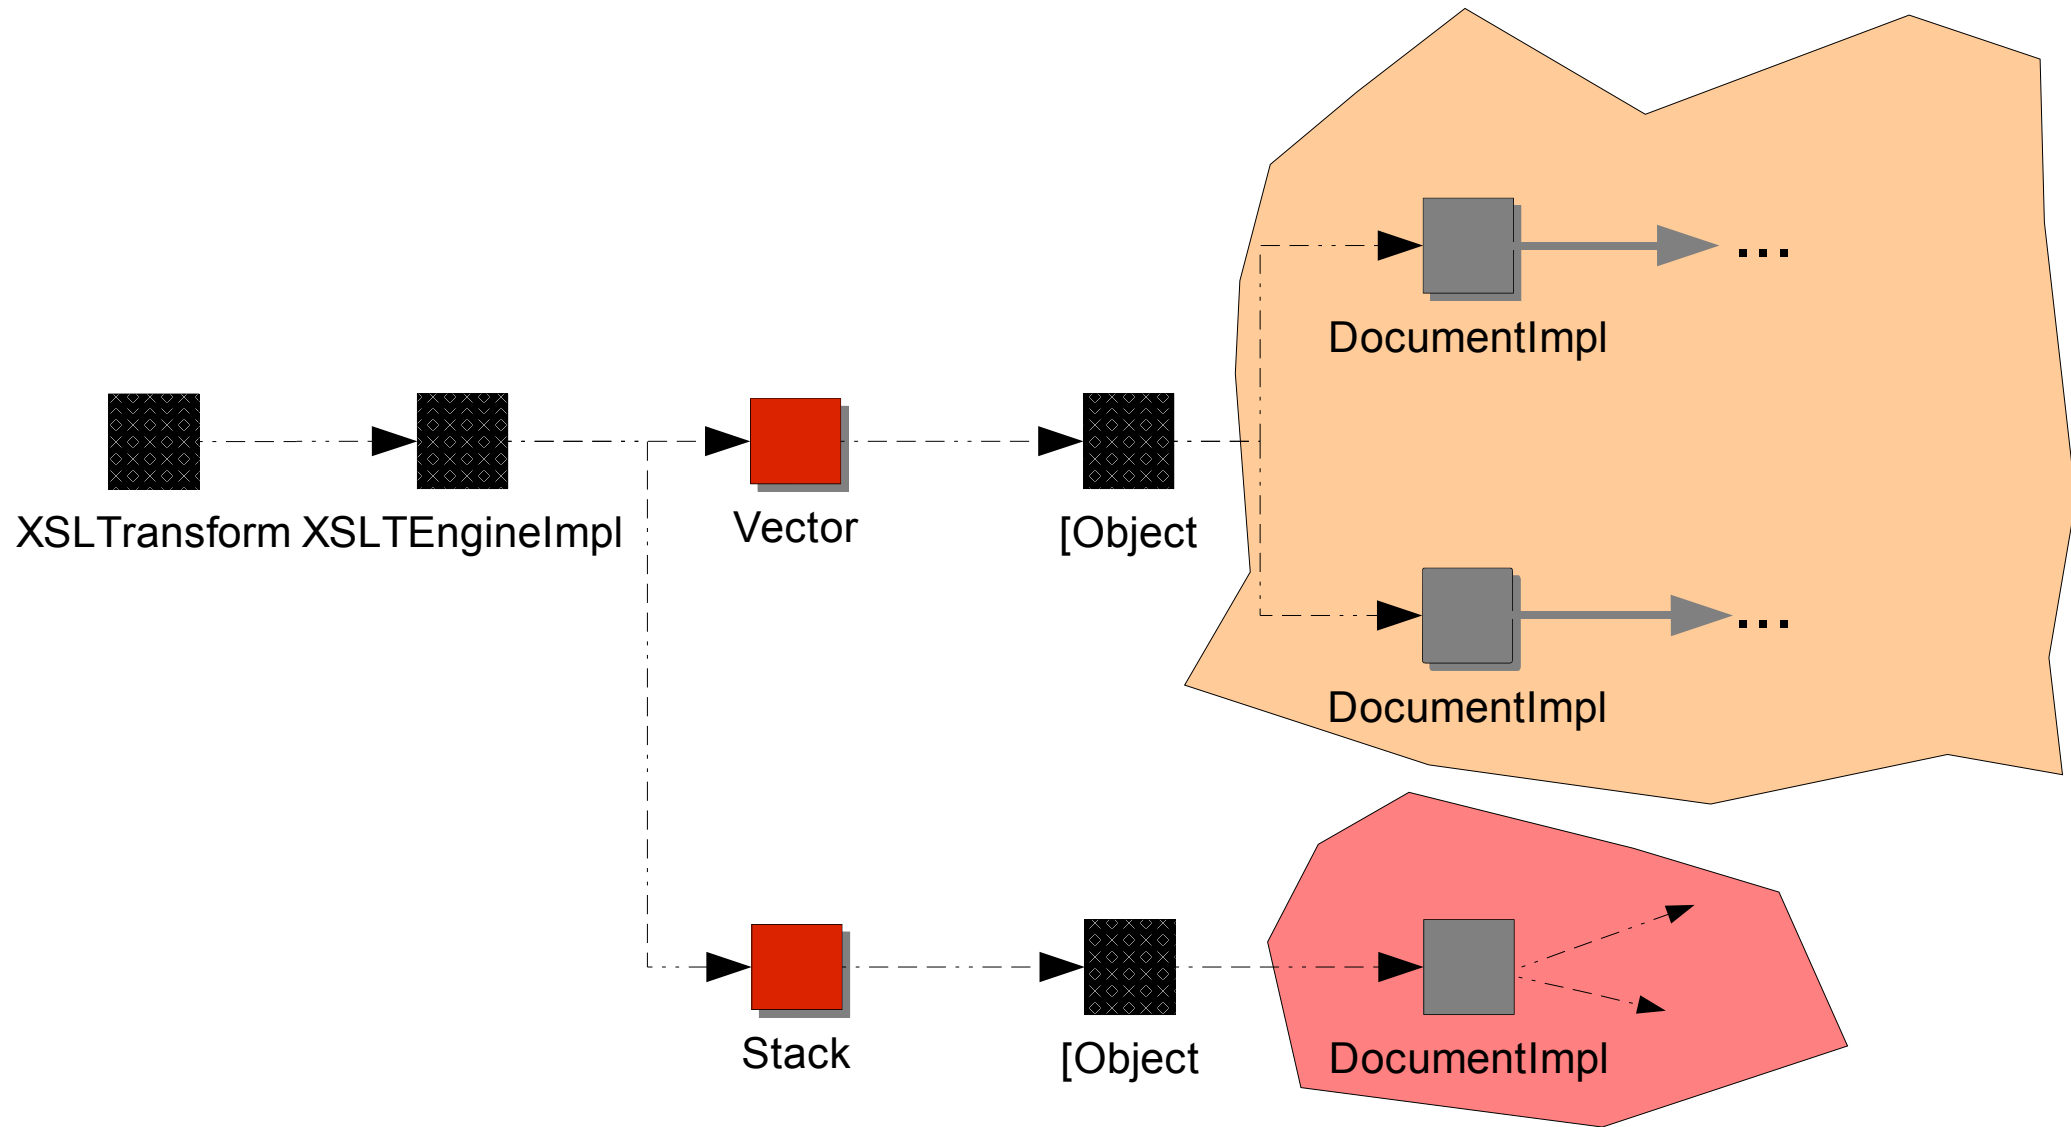 ...
DocumentImpl
XSLTransform XSLTEngineImpl Vector [Object
...
DocumentImpl
Stack [Object DocumentImpl